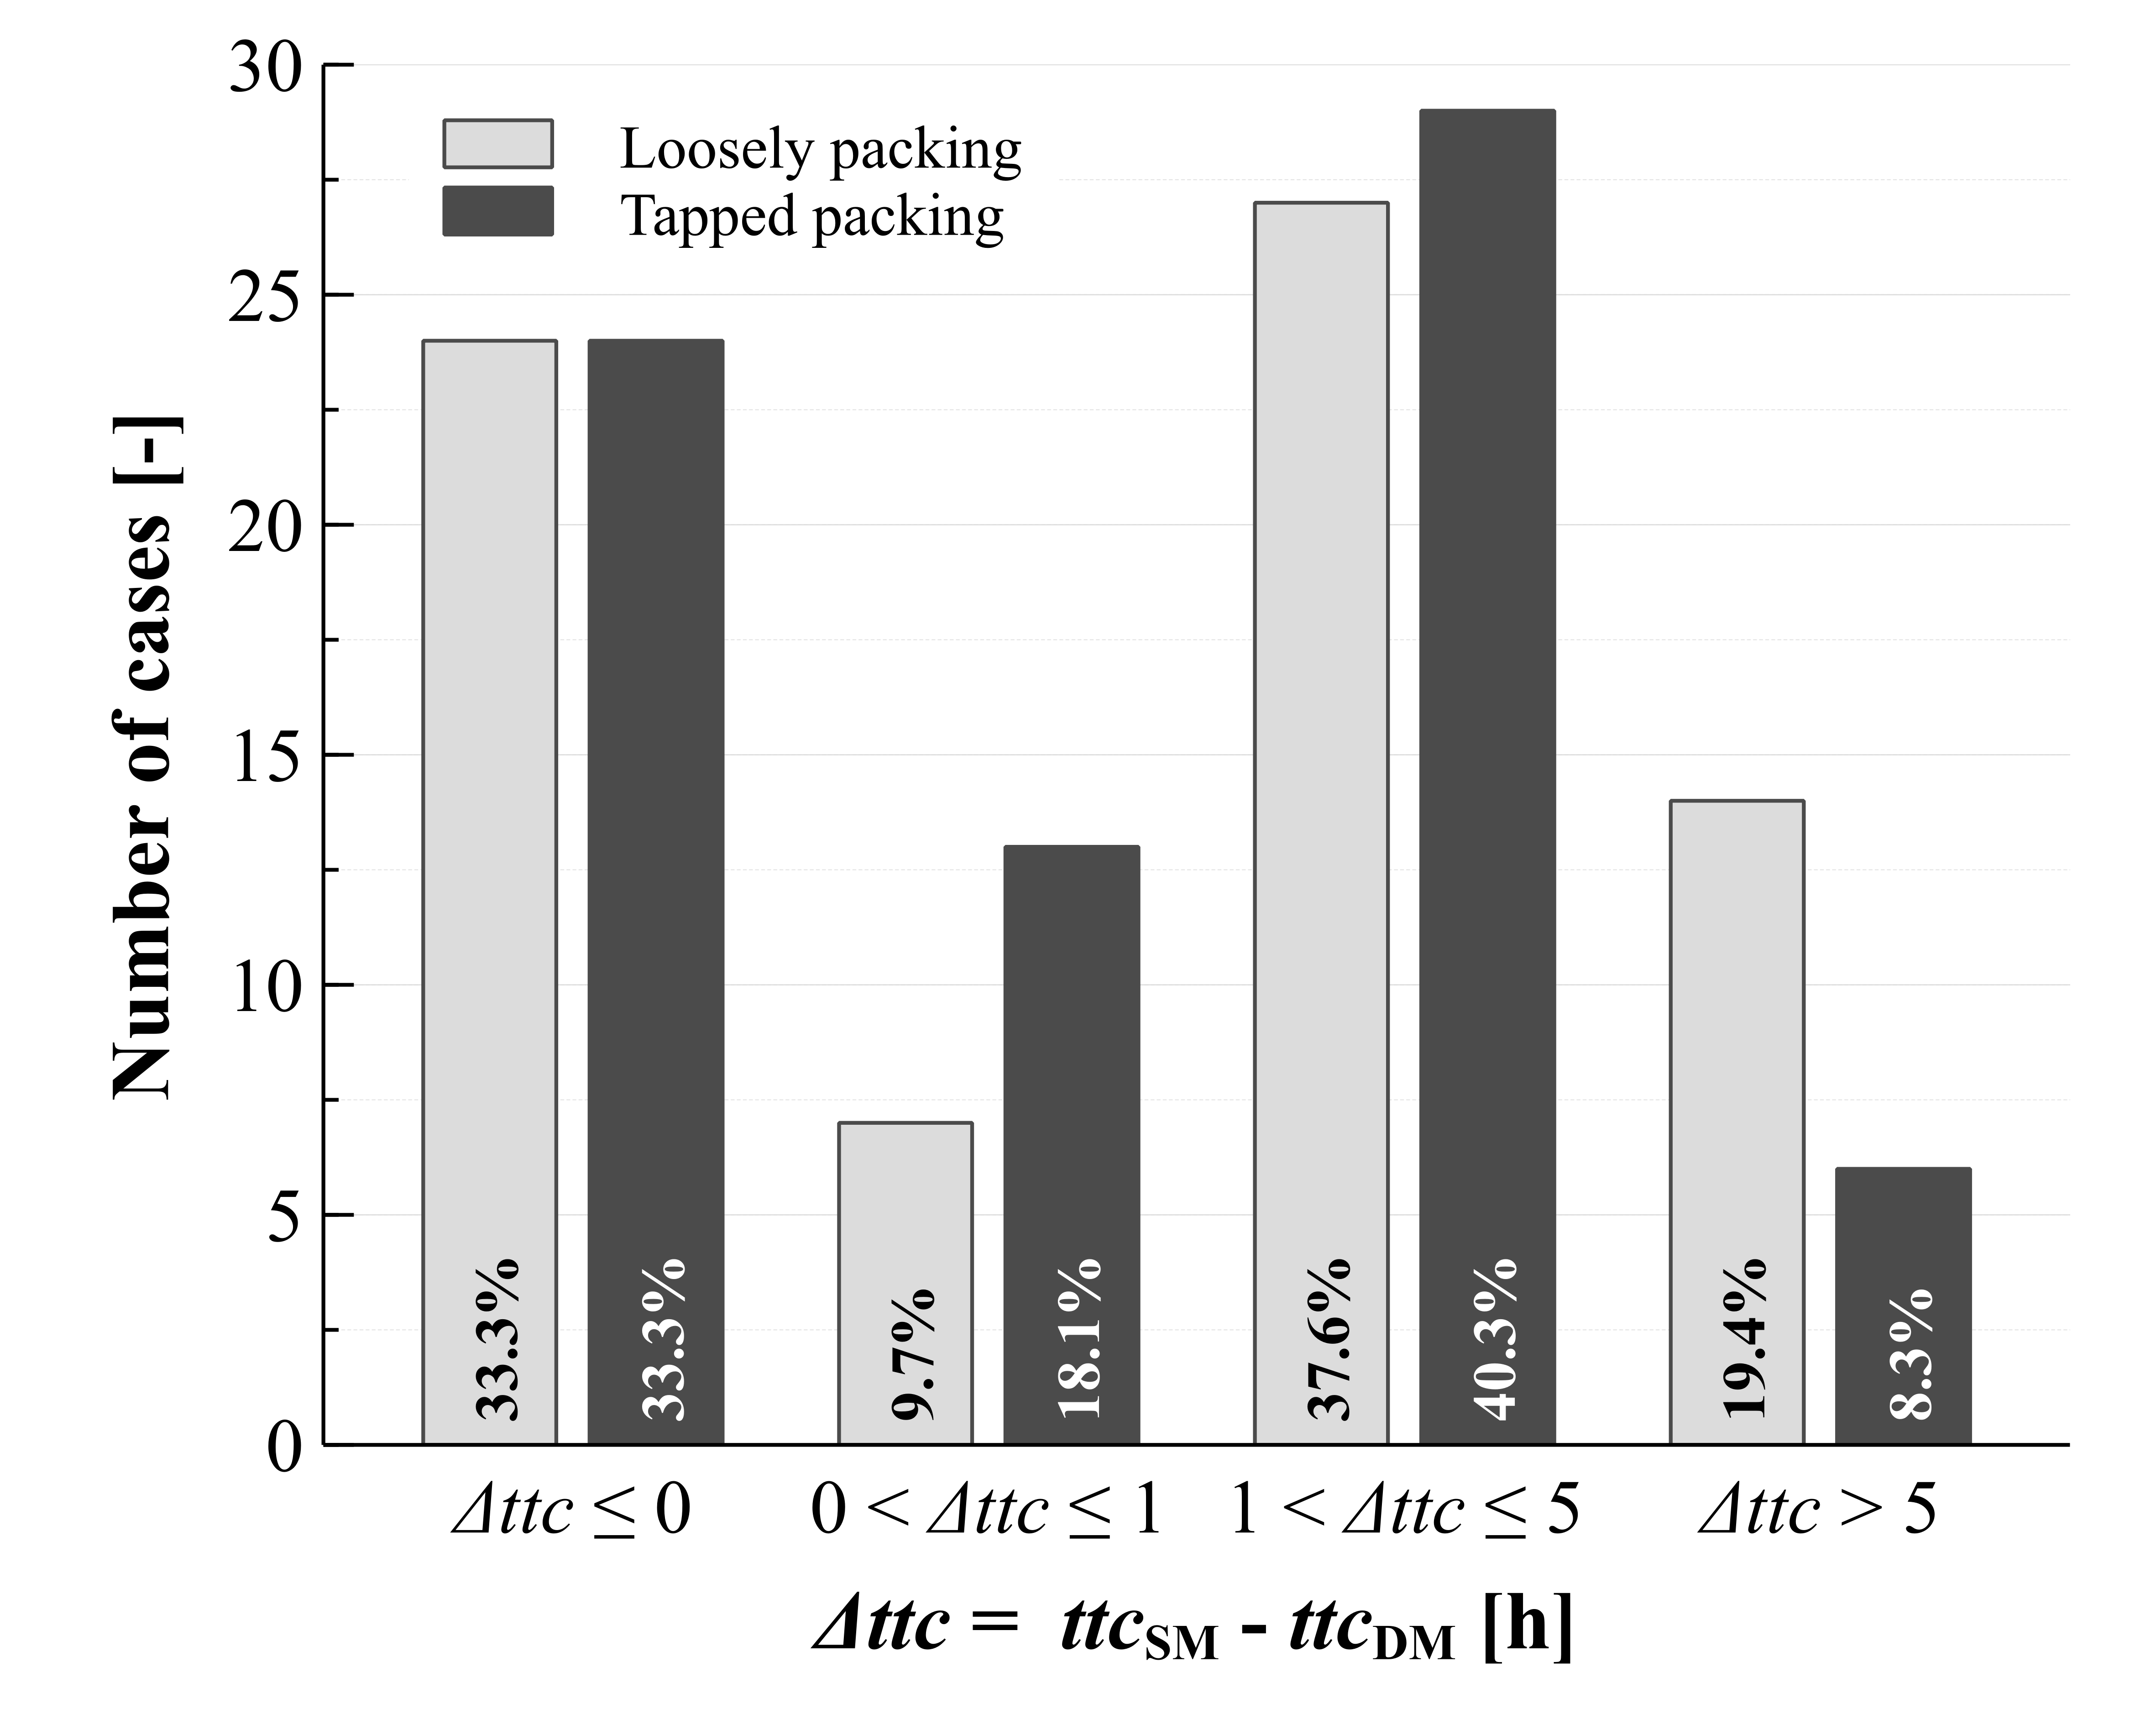 30
25
20
15
10
5
0
Number of cases [-]
Loosely packing
Tapped packing
33.3%
33.3%
9.7%
18.1%
37.6%
40.3%
19.4%
8.3%
Δttc ≤ 0
0 < Δttc ≤ 1
1 < Δttc ≤ 5
Δttc > 5
Δttc = ttcSM - ttcDM [h]